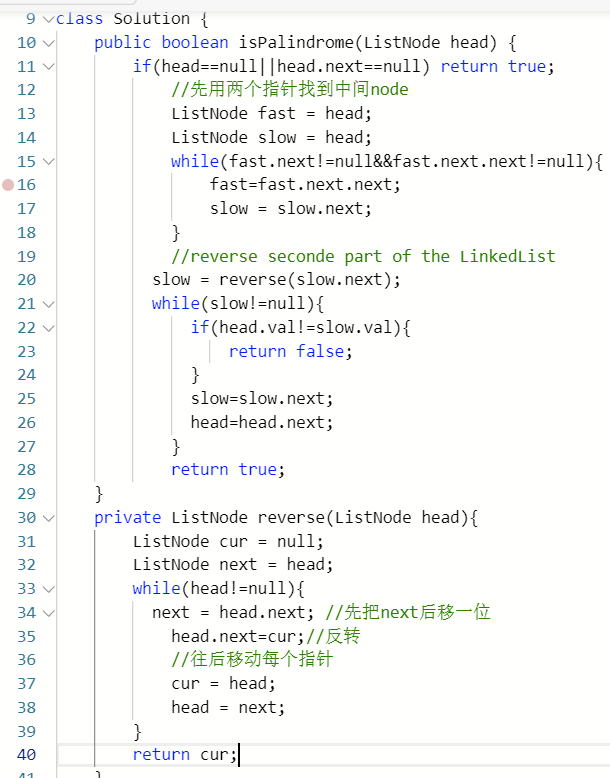 9 class Solution {
10 public boolean isPalindrome(ListNode head) {
11 if(head==null||head.next==null) return true;
12 //先用两个指针找到中间node
13 ListNode fast = head;
14 ListNode slow = head;
15 while(fast.next!=null&&fast.next.next!=null){
16 fast=fast.next.next;
17 slow = slow.next;
18 }
19 //reverse seconde part of the LinkedList
20 slow = reverse(slow.next);
21 while(slow!=null){
22 if(head.val!=slow.val){
23 return false;
24 }
25 slow=slow.next;
26 head=head.next;
27 }
28 return true;
29 }
30 private ListNode reverse(ListNode head){
31 ListNode cur = null;
32 ListNode next = head;
33 while(head!=null){
34 next = head.next; //先把next后移一位
35 head.next=cur;//反转
36 //往后移动每个指针
37 cur = head;
38 head = next;
39 }
40 return cur;
41 }